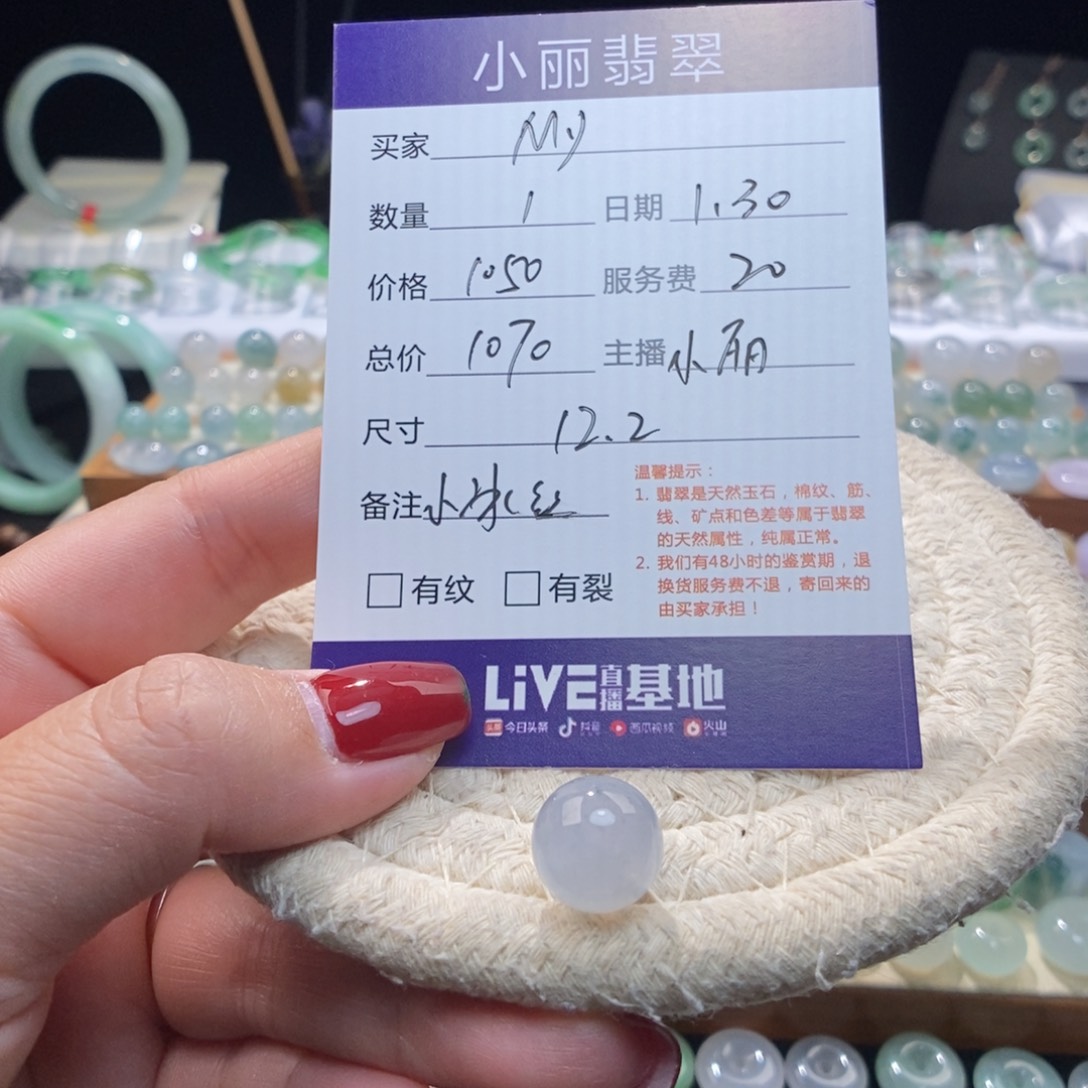 小丽翡翠
买家 My
数量 1 日期 1.30
价格 1050 服务费 20
总价 1070 主播 小丽
尺寸 12.2
备注 小冰红
温馨提示：
1. 翡翠是天然玉石，棉纹、筋、
线、矿点和色差等属于翡翠
的天然属性，纯属正常。
2. 我们有48小时的鉴赏期，退
换货服务费不退，寄回来的
由买家承担！
□有纹 □有裂
LIVE直播基地
头条 今日头条 抖音 西瓜视频 火山